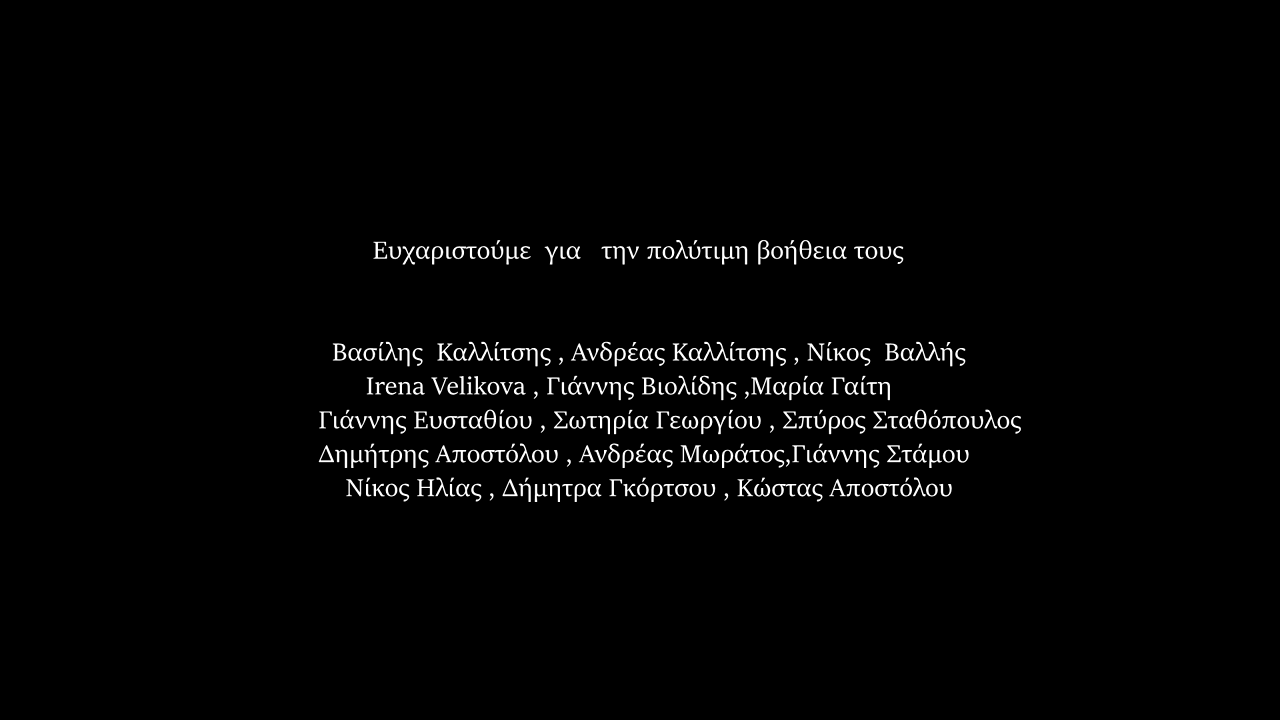 Ευχαριστούμε για την πολύτιμη βοήθεια τους
Βασίλης Καλλίτσης , Ανδρέας Καλλίτσης , Νίκος Βαλλής
Irena Velikova , Γιάννης Βιολίδης ,Μαρία Γαίτη
Γιάννης Ευσταθίου , Σωτηρία Γεωργίου , Σπύρος Σταθόπουλος
Δημήτρης Αποστόλου , Ανδρέας Μωράτος,Γιάννης Στάμου
Νίκος Ηλίας , Δήμητρα Γκόρτσου , Κώστας Αποστόλου